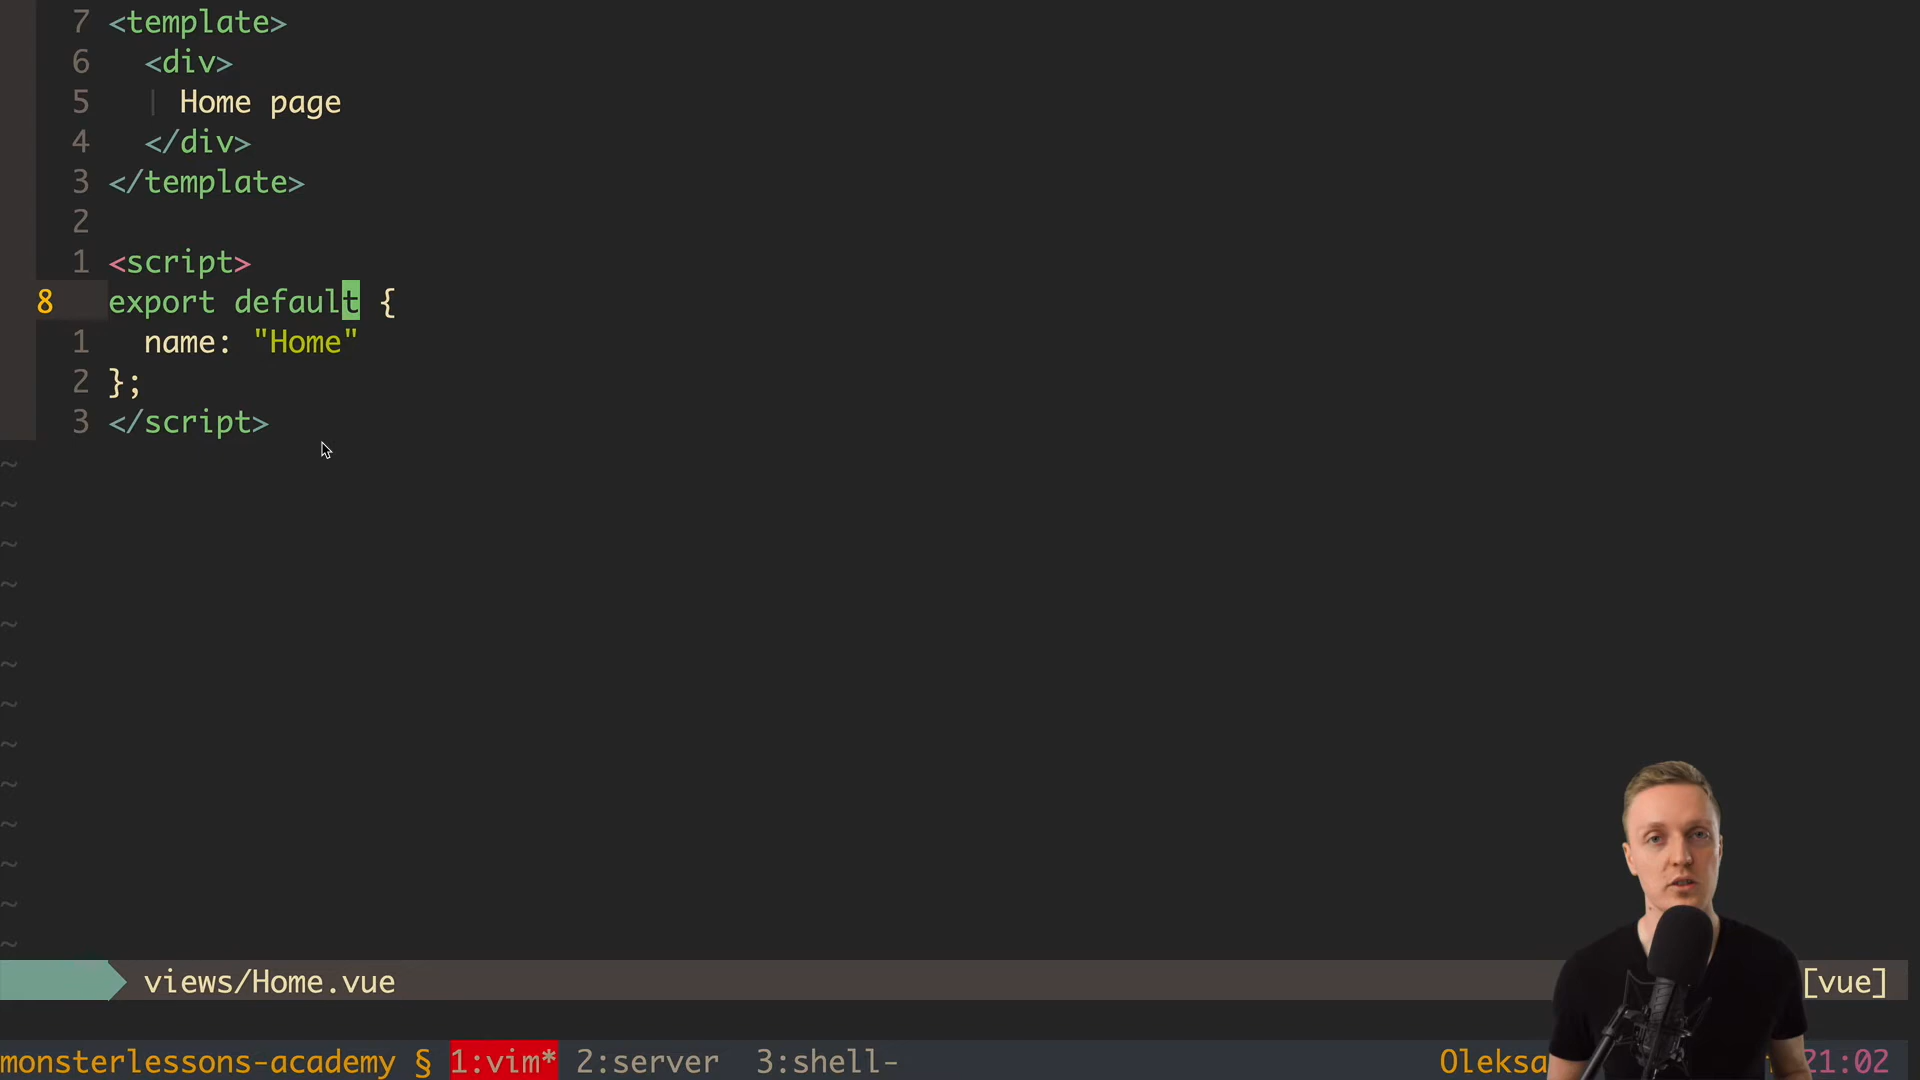 7 <template>
6 <div>
5 Home page
4 </div>
3 </template>
2
1 <script>
8 export default {
1 name: "Home"
2 };
3 </script>
~
~
~
~
~
~
~
~
~
~
~
~
~
views/Home.vue [vue]
monsterlessons-academy § 1:vim* 2:server 3:shell- Oleksa 21:02